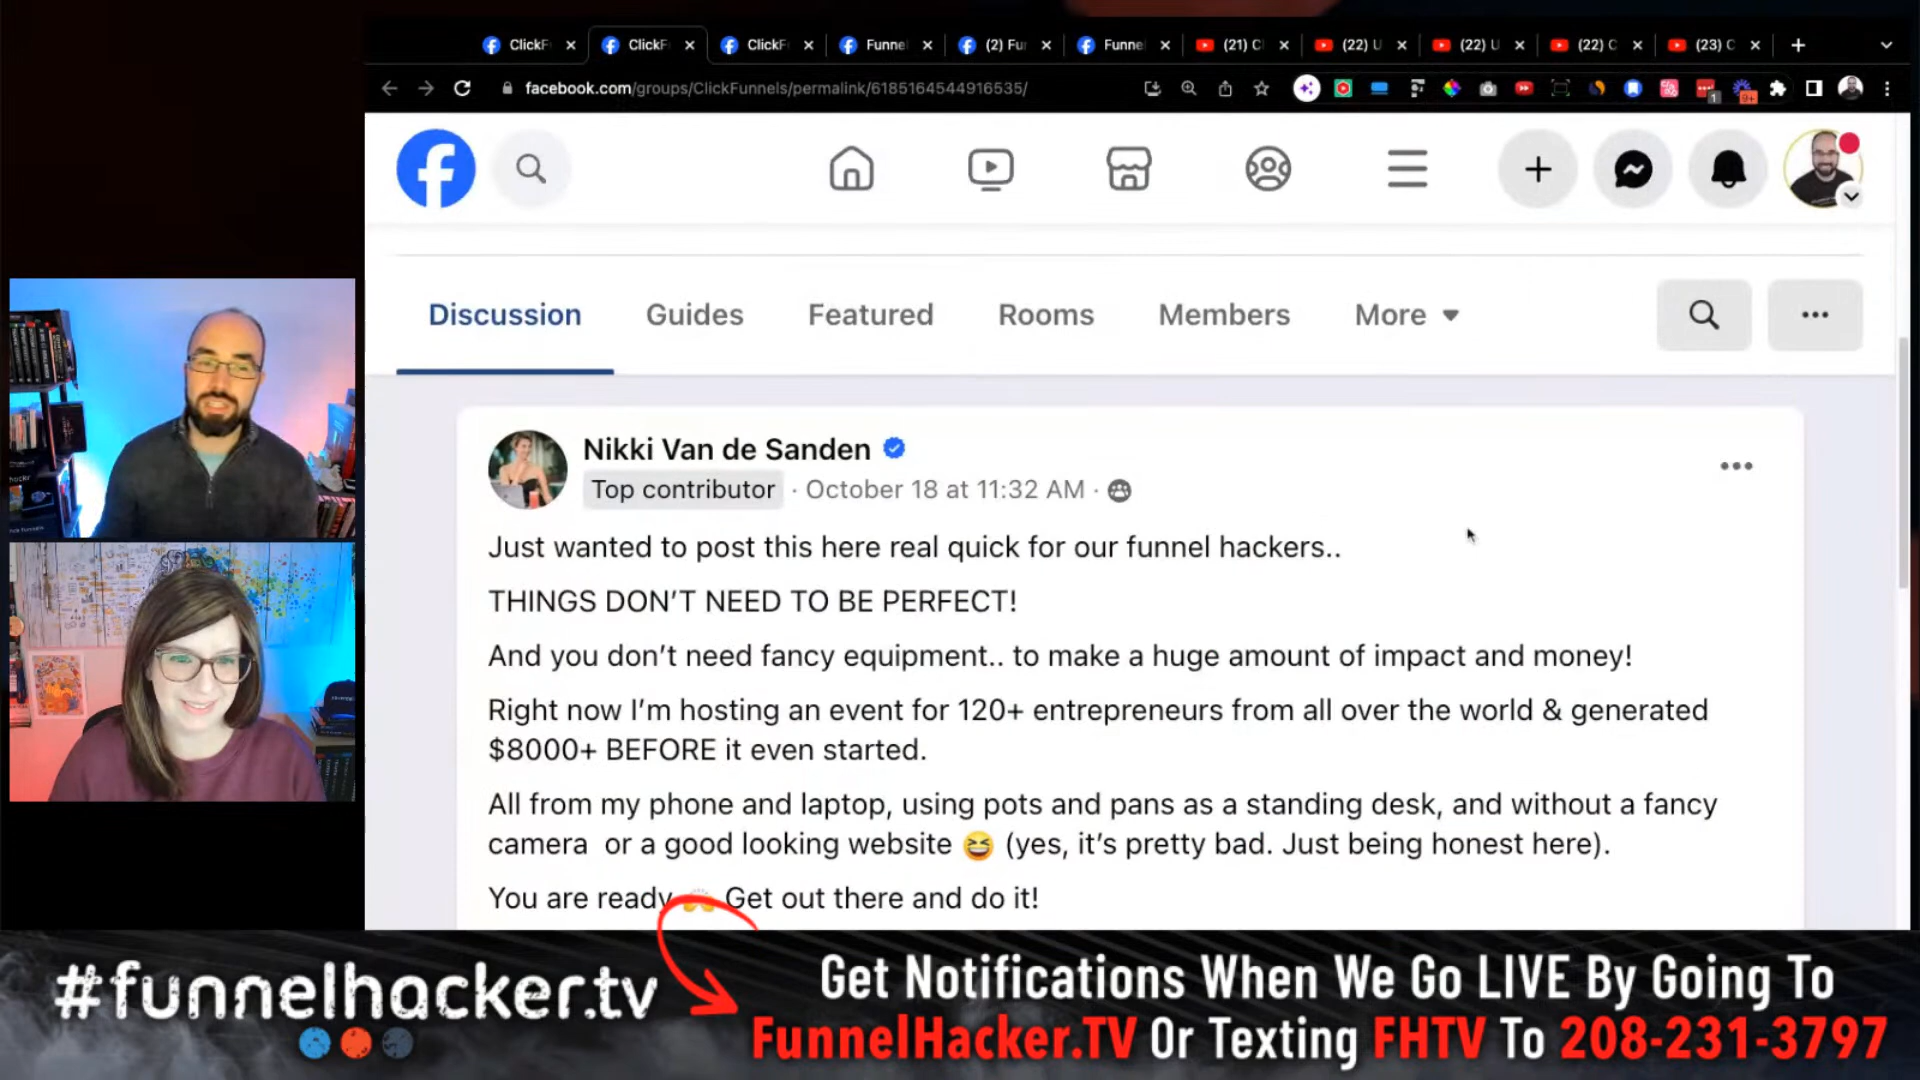 ClickF
ClickF
ClickF
Funne
(2) Fu
Funne
(21) C
(22) U
(22) U
(22) C
(23) C
facebook.com/groups/ClickFunnels/permalink/6185164544916535/
1
9+
Discussion
Guides
Featured
Rooms
Members
More
Nikki Van de Sanden
Top contributor · October 18 at 11:32 AM ·
Just wanted to post this here real quick for our funnel hackers..
THINGS DON'T NEED TO BE PERFECT!
And you don't need fancy equipment.. to make a huge amount of impact and money!
Right now I'm hosting an event for 120+ entrepreneurs from all over the world & generated
$8000+ BEFORE it even started.
All from my phone and laptop, using pots and pans as a standing desk, and without a fancy
camera or a good looking website 😆 (yes, it's pretty bad. Just being honest here).
You are ready 🙌 Get out there and do it!
#funnelhacker.tv
Get Notifications When We Go LIVE By Going To
FunnelHacker.TV Or Texting FHTV To 208-231-3797